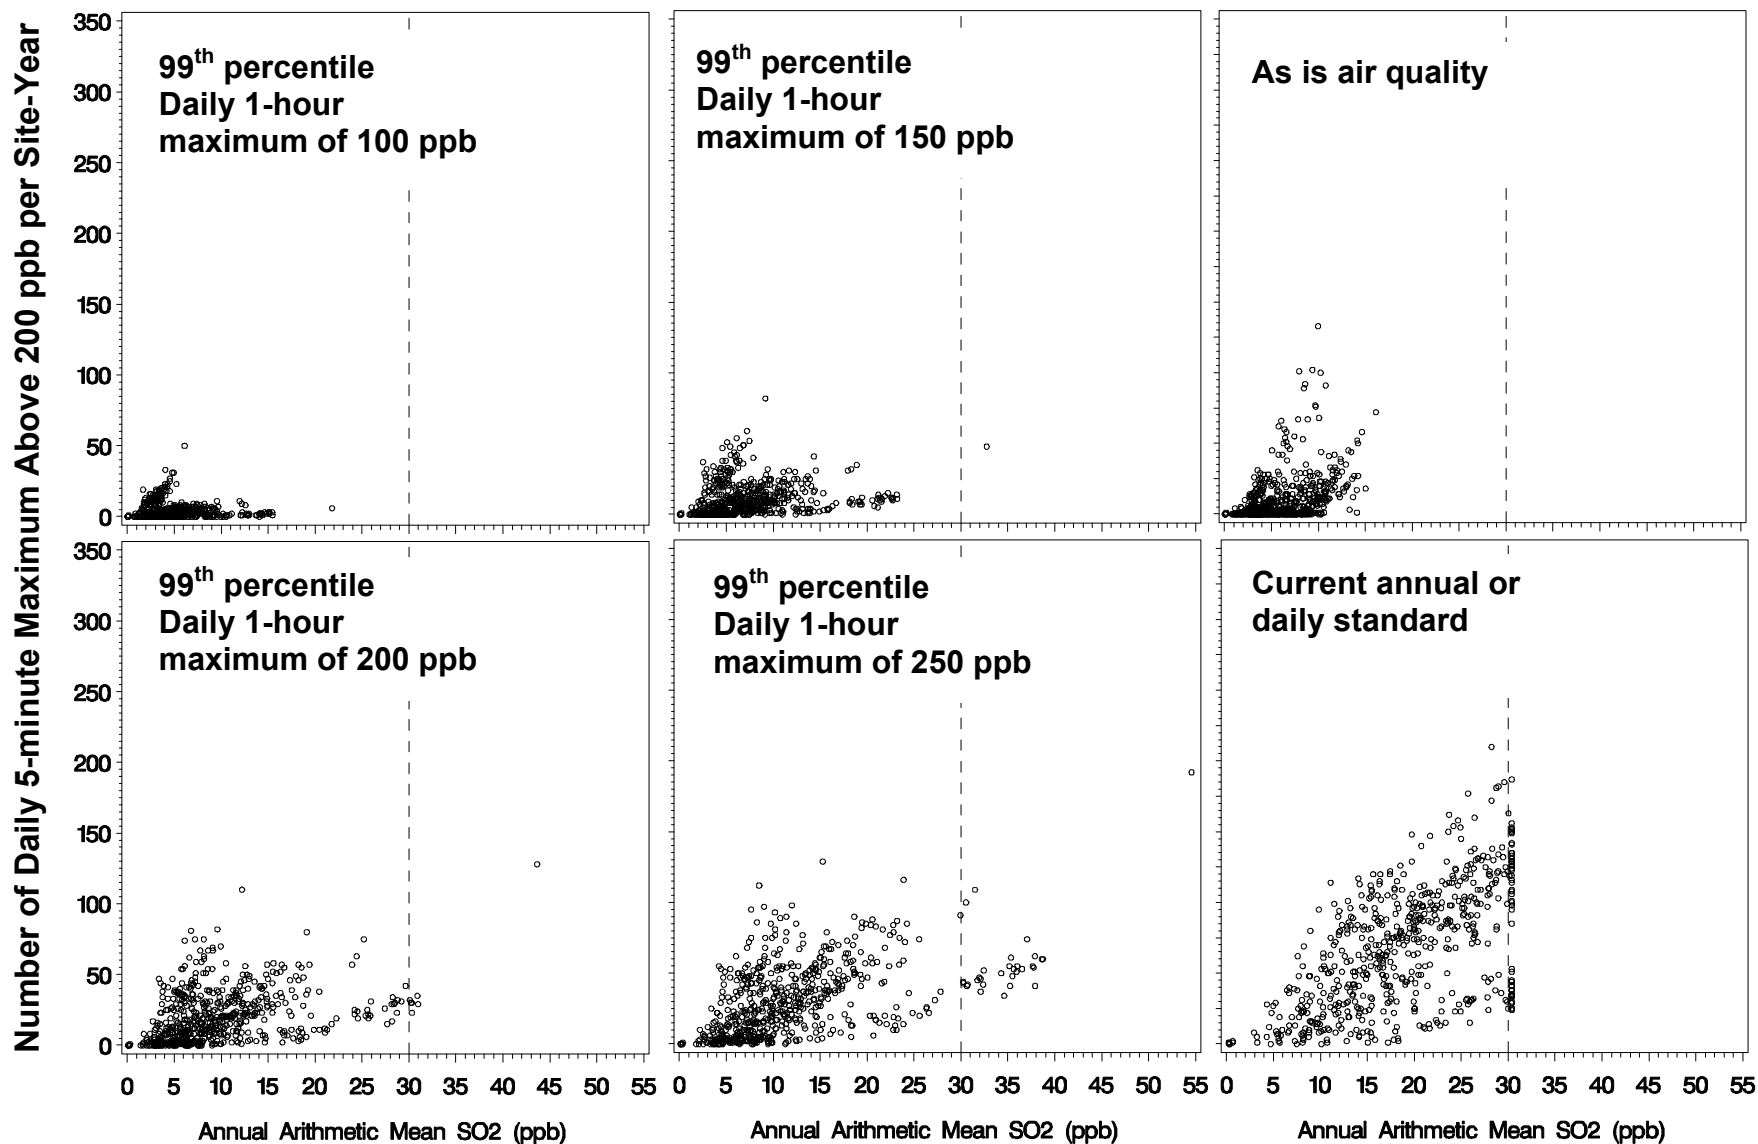 Number of Daily 5-minute Maximum Above 200 ppb per Site-Year
350
300
250
200
150
100
50
0
99th percentile
Daily 1-hour
maximum of 100 ppb
99th percentile
Daily 1-hour
maximum of 150 ppb
As is air quality
350
300
250
200
150
100
50
0
99th percentile
Daily 1-hour
maximum of 200 ppb
99th percentile
Daily 1-hour
maximum of 250 ppb
Current annual or
daily standard
0 5 10 15 20 25 30 35 40 45 50 55
0 5 10 15 20 25 30 35 40 45 50 55
0 5 10 15 20 25 30 35 40 45 50 55
Annual Arithmetic Mean SO2 (ppb)
Annual Arithmetic Mean SO2 (ppb)
Annual Arithmetic Mean SO2 (ppb)